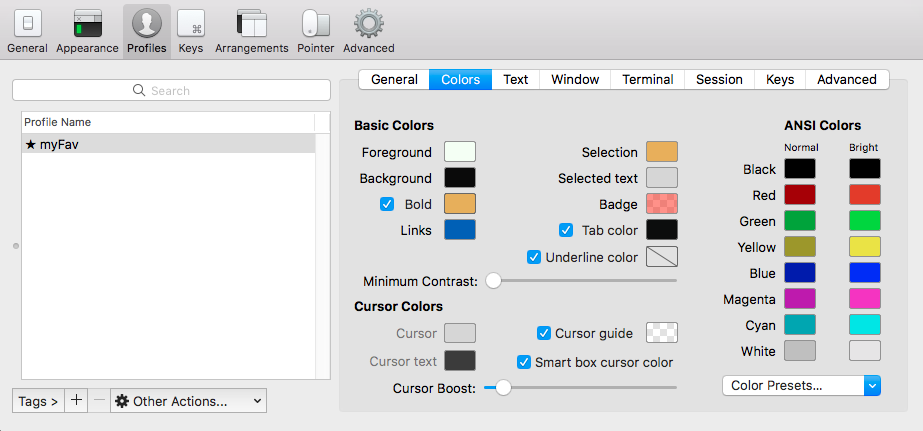 General Appearance Profiles Keys Arrangements Pointer Advanced
Search
Profile Name
★ myFav
Tags > + − Other Actions...
General Colors Text Window Terminal Session Keys Advanced
Basic Colors
Foreground
Background
Bold
Links
Selection
Selected text
Badge
Tab color
Underline color
Minimum Contrast:
Cursor Colors
Cursor
Cursor text
Cursor guide
Smart box cursor color
Cursor Boost:
ANSI Colors
Normal Bright
Black
Red
Green
Yellow
Blue
Magenta
Cyan
White
Color Presets...